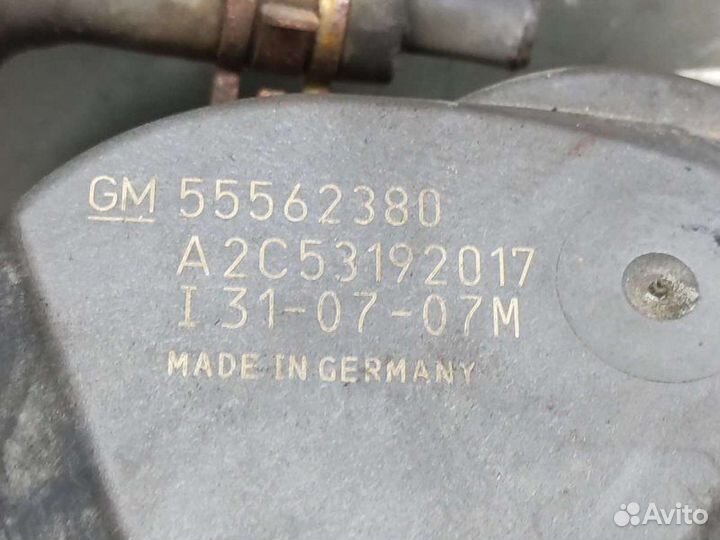 GM 55562380
A2C53192017
I 31-07-07M
MADE IN GERMANY
Avito